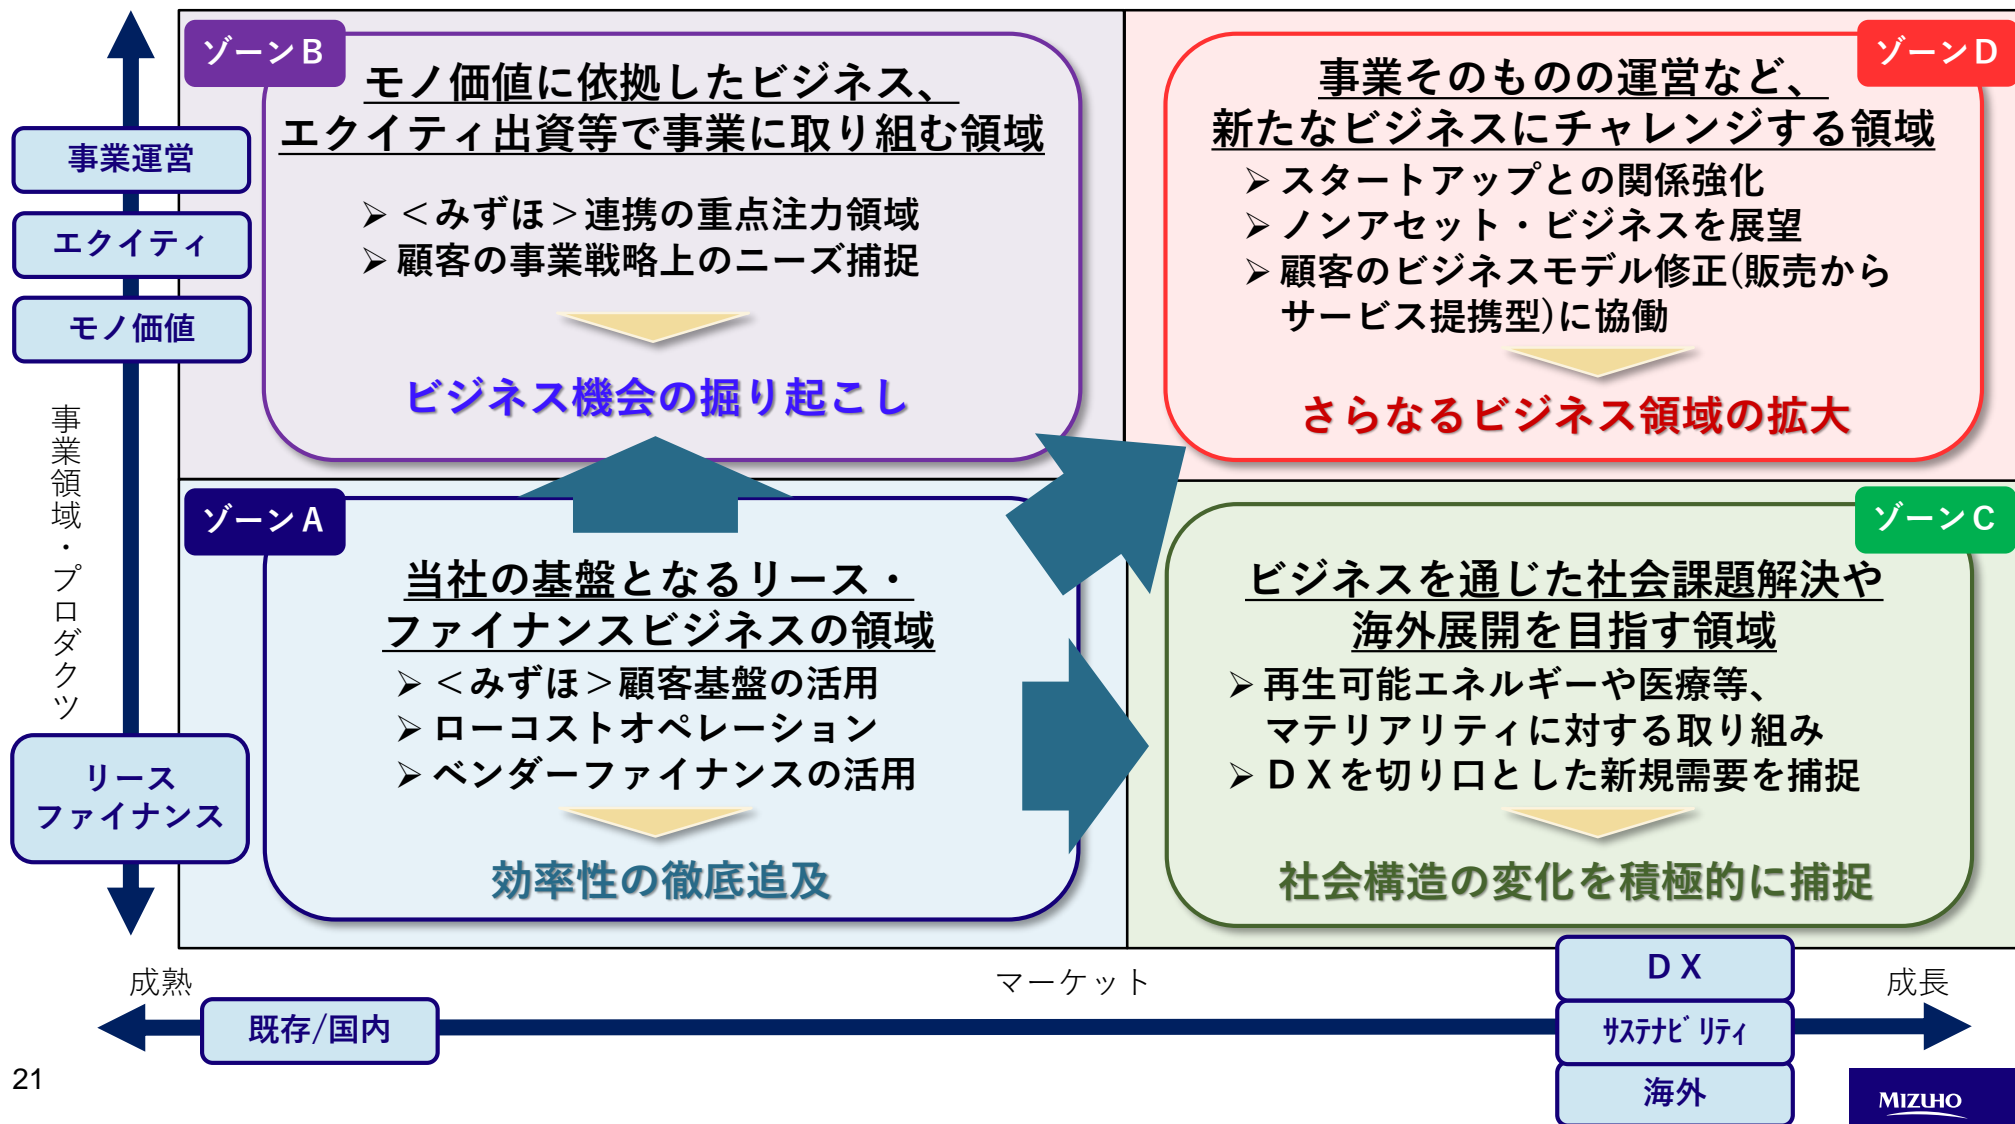 ゾーンB
モノ価値に依拠したビジネス、
エクイティ出資等で事業に取り組む領域
➢＜みずほ＞連携の重点注力領域
➢顧客の事業戦略上のニーズ捕捉
ビジネス機会の掘り起こし
ゾーンD
事業そのものの運営など、
新たなビジネスにチャレンジする領域
➢スタートアップとの関係強化
➢ノンアセット・ビジネスを展望
➢顧客のビジネスモデル修正(販売から
サービス提携型)に協働
さらなるビジネス領域の拡大
事業運営
エクイティ
モノ価値
事業領域・プロダクツ
リース
ファイナンス
ゾーンA
当社の基盤となるリース・
ファイナンスビジネスの領域
➢＜みずほ＞顧客基盤の活用
➢ローコストオペレーション
➢ベンダーファイナンスの活用
効率性の徹底追及
ゾーンC
ビジネスを通じた社会課題解決や
海外展開を目指す領域
➢再生可能エネルギーや医療等、
マテリアリティに対する取り組み
➢ＤＸを切り口とした新規需要を捕捉
社会構造の変化を積極的に捕捉
成熟
マーケット
成長
既存/国内
ＤＸ
ｻｽﾃﾅﾋﾞﾘﾃｨ
海外
21
MIZUHO